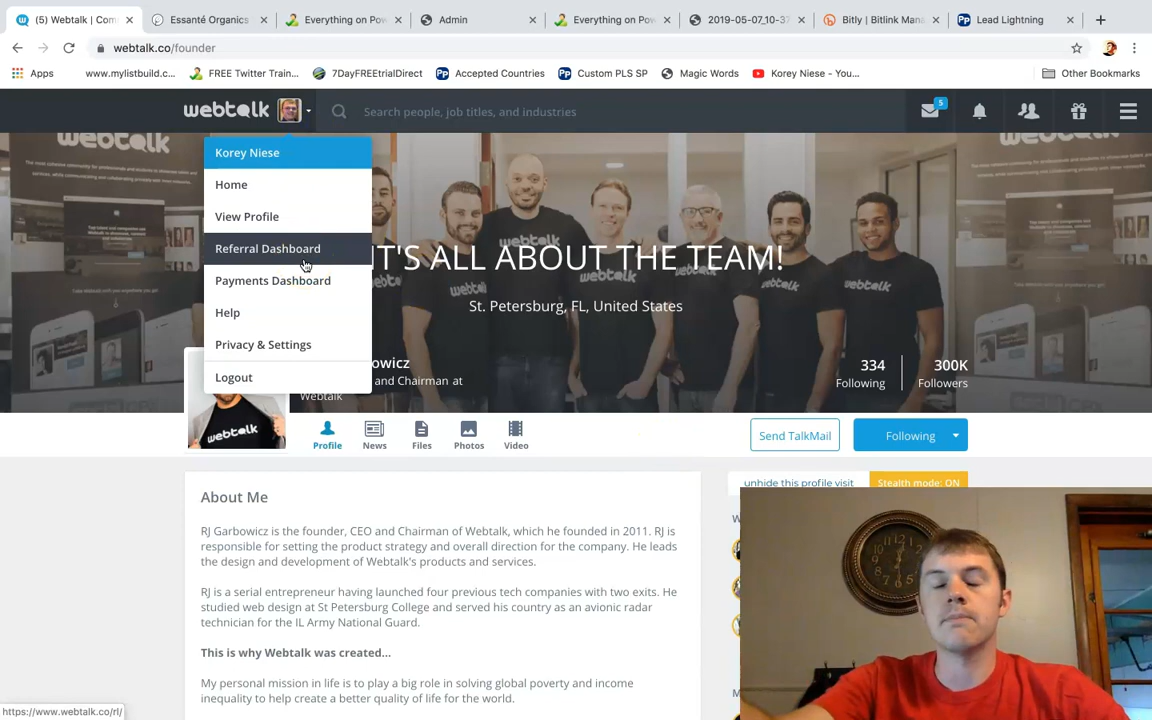 (5) Webtalk | Com
Essanté Organics
Everything on Pow
Admin
Everything on Pow
2019-05-07_10-37
Bitly | Bitlink Mana
Lead Lightning
webtalk.co/founder
Apps
www.mylistbuild.c...
FREE Twitter Train...
7DayFREEtrialDirect
Accepted Countries
Custom PLS SP
Magic Words
Korey Niese - You...
Other Bookmarks
webtalk
Search people, job titles, and industries
5
Korey Niese
Home
View Profile
Referral Dashboard
Payments Dashboard
Help
Privacy & Settings
Logout
IT'S ALL ABOUT THE TEAM!
St. Petersburg, FL, United States
owicz
and Chairman at
Webtalk
334
Following
300K
Followers
Profile
News
Files
Photos
Video
Send TalkMail
Following
unhide this profile visit
Stealth mode: ON
About Me
RJ Garbowicz is the founder, CEO and Chairman of Webtalk, which he founded in 2011. RJ is
responsible for setting the product strategy and overall direction for the company. He leads
the design and development of Webtalk's products and services.
RJ is a serial entrepreneur having launched four previous tech companies with two exits. He
studied web design at St Petersburg College and served his country as an avionic radar
technician for the IL Army National Guard.
This is why Webtalk was created...
My personal mission in life is to play a big role in solving global poverty and income
inequality to help create a better quality of life for the world.
https://www.webtalk.co/rl/